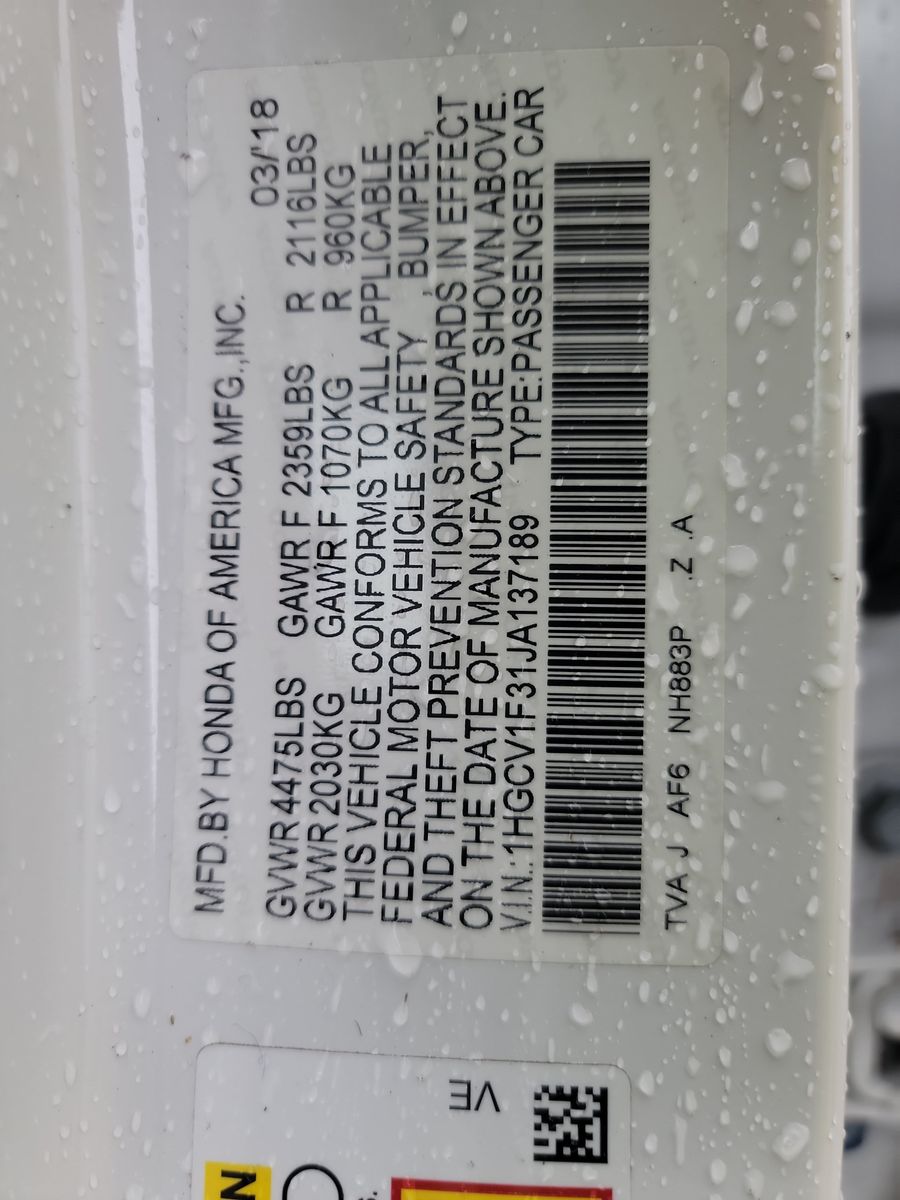 MFD.BY HONDA OF AMERICA MFG.,INC. 03/'18
GVWR 4475LBS GAWR F 2359LBS R 2116LBS
GVWR 2030KG GAWR F 1070KG R 960KG
THIS VEHICLE CONFORMS TO ALL APPLICABLE
FEDERAL MOTOR VEHICLE SAFETY , BUMPER,
AND THEFT PREVENTION STANDARDS IN EFFECT
ON THE DATE OF MANUFACTURE SHOWN ABOVE.
V.I.N.:1HGCV1F31JA137189 TYPE:PASSENGER CAR
TVA J AF6 NH883P .Z .A
VE